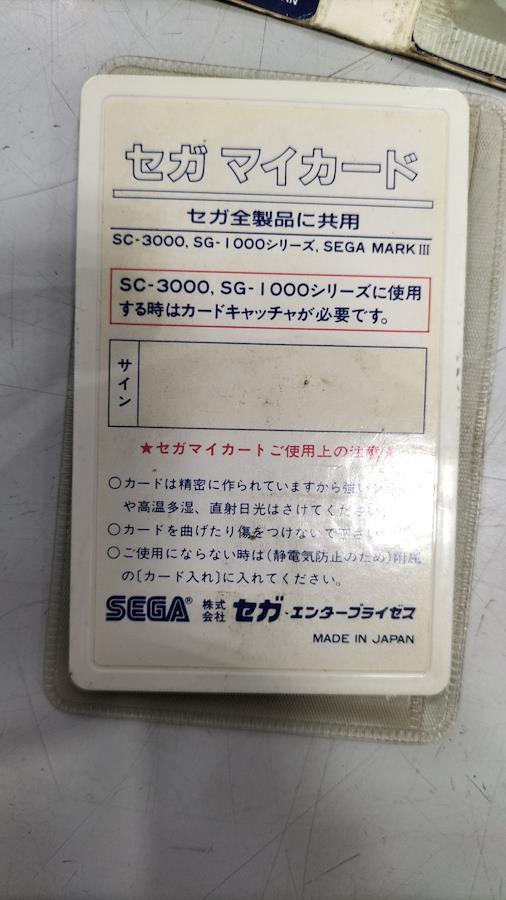 セガ マイカード
セガ全製品に共用
SC-3000, SG-1000シリーズ, SEGA MARK III
SC-3000, SG-1000シリーズに使用
する時はカードキャッチャが必要です。
サイン
★セガマイカードご使用上の注意★
○カードは精密に作られていますから強い
や高温多湿、直射日光はさけてください。
○カードを曲げたり傷をつけないで下さい。
○ご使用にならない時は(静電気防止のため)附属
の〔カード入れ〕に入れてください。
SEGA® 株式会社 セガ・エンタープライゼス
MADE IN JAPAN